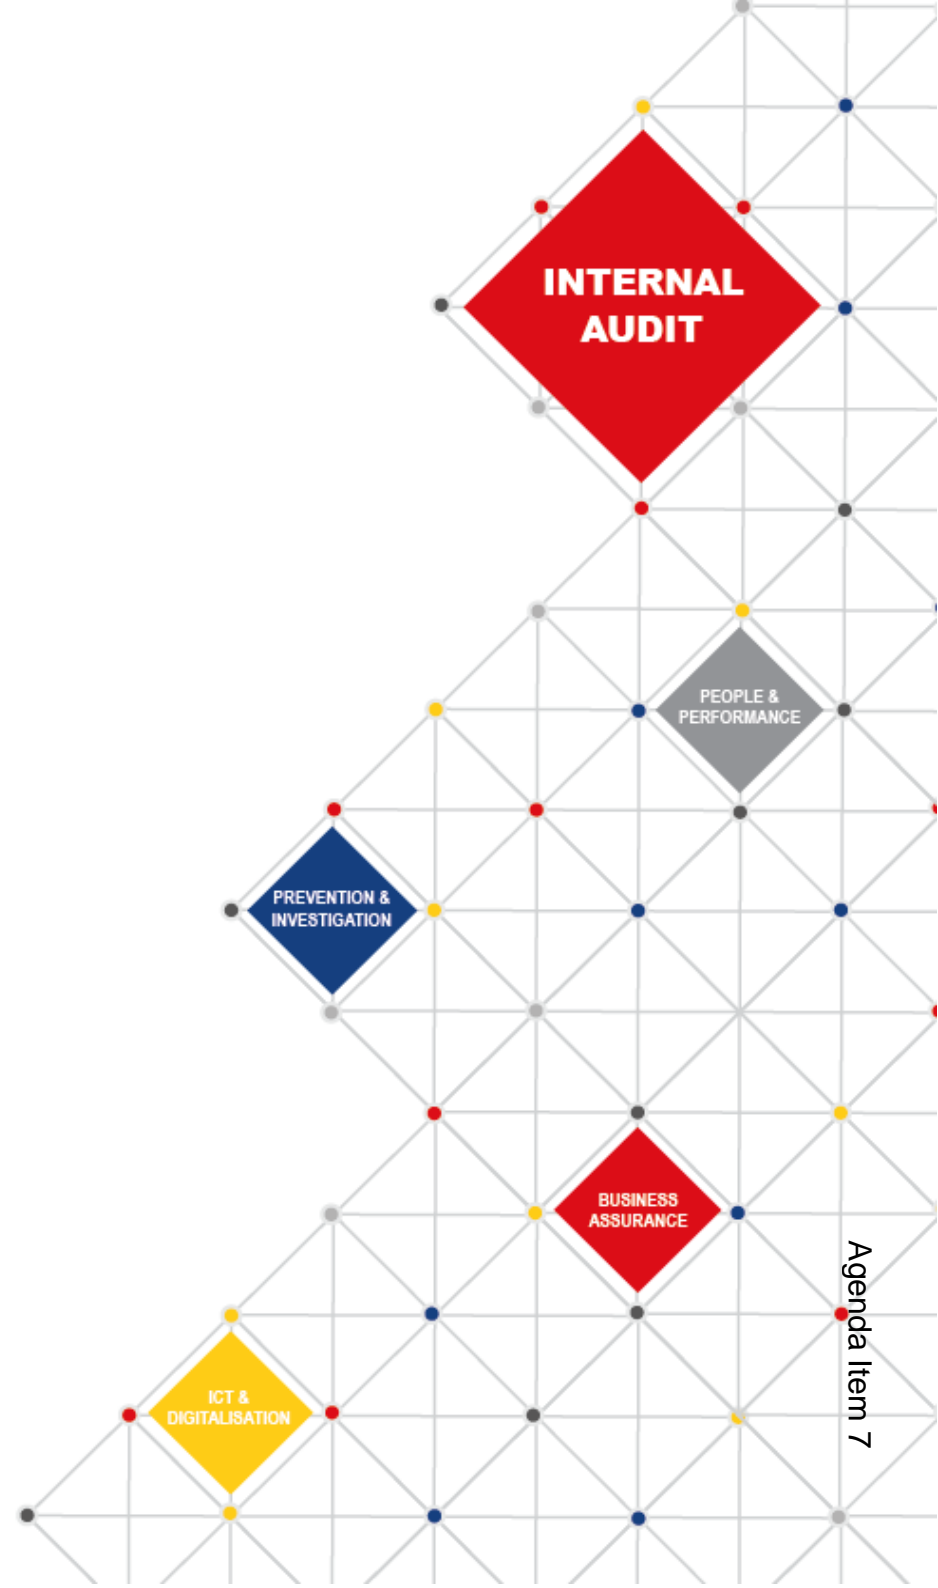 INTERNAL
AUDIT
PEOPLE &
PERFORMANCE
PREVENTION &
INVESTIGATION
BUSINESS
ASSURANCE
Agenda Item 7
ICT &
DIGITALISATION